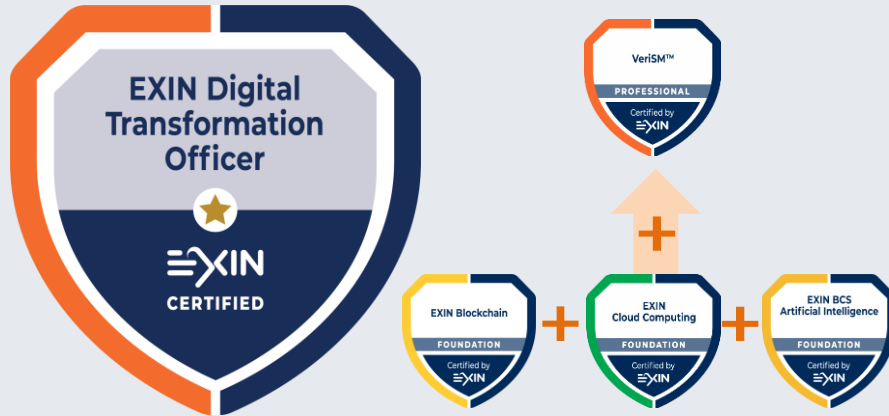 EXIN Digital
Transformation
Officer
EXIN
CERTIFIED
VeriSM™
PROFESSIONAL
Certified by
EXIN
+
EXIN Blockchain
FOUNDATION
Certified by
EXIN
+
EXIN
Cloud Computing
FOUNDATION
Certified by
EXIN
+
EXIN BCS
Artificial Intelligence
FOUNDATION
Certified by
EXIN